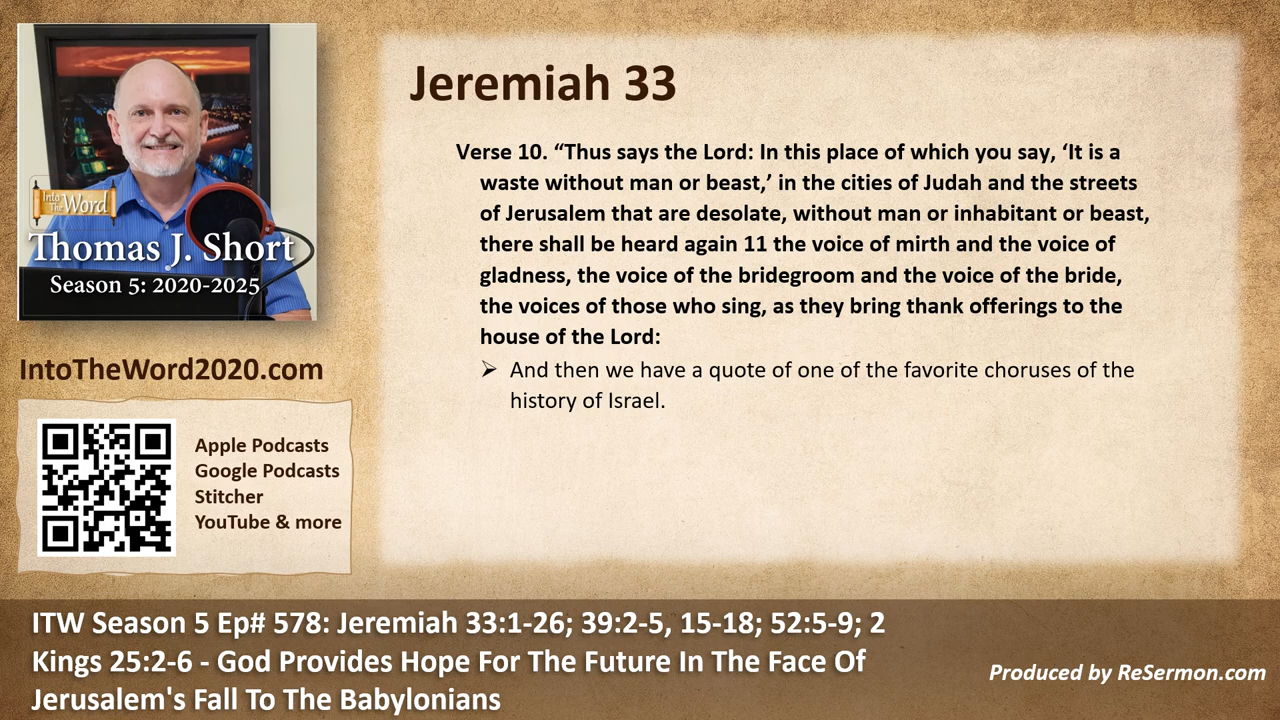 Into
The Word
Thomas J. Short
Season 5: 2020-2025
IntoTheWord2020.com
Apple Podcasts
Google Podcasts
Stitcher
YouTube & more
Jeremiah 33
Verse 10. “Thus says the Lord: In this place of which you say, ‘It is a
waste without man or beast,’ in the cities of Judah and the streets
of Jerusalem that are desolate, without man or inhabitant or beast,
there shall be heard again 11 the voice of mirth and the voice of
gladness, the voice of the bridegroom and the voice of the bride,
the voices of those who sing, as they bring thank offerings to the
house of the Lord:
➢ And then we have a quote of one of the favorite choruses of the
history of Israel.
ITW Season 5 Ep# 578: Jeremiah 33:1-26; 39:2-5, 15-18; 52:5-9; 2
Kings 25:2-6 - God Provides Hope For The Future In The Face Of
Jerusalem's Fall To The Babylonians
Produced by ReSermon.com